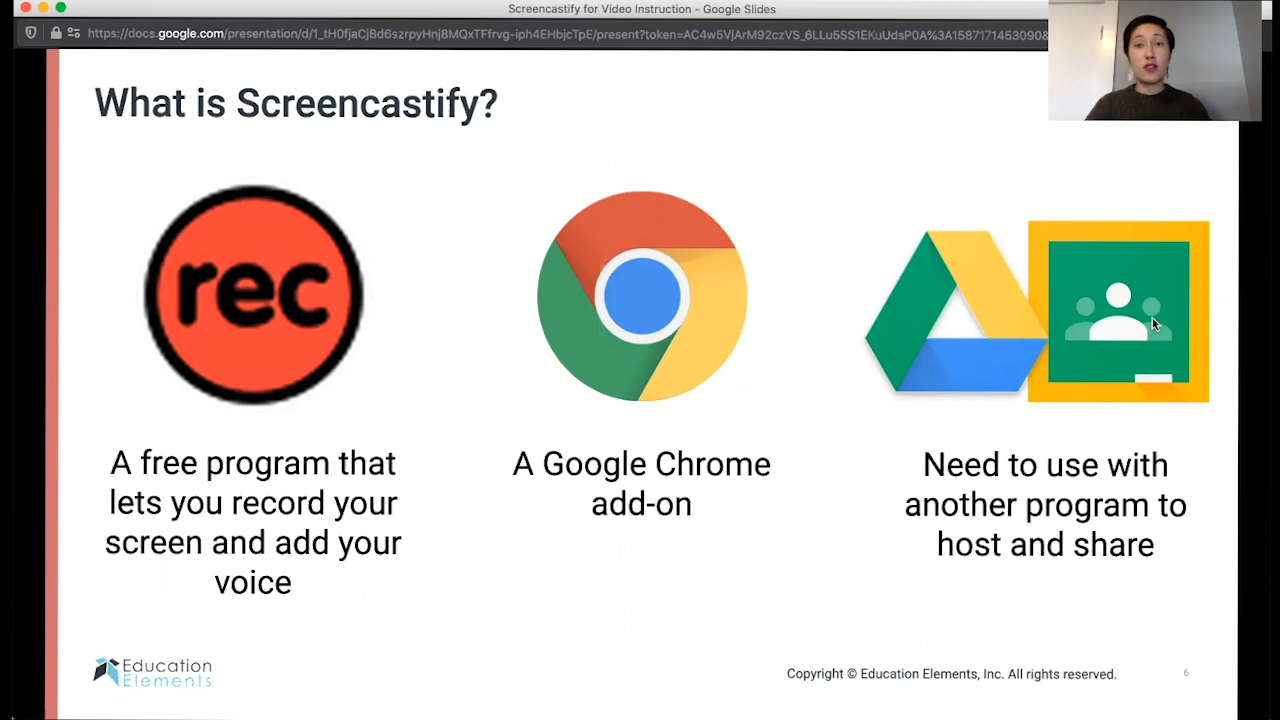 Screencastify for Video Instruction - Google Slides
What is Screencastify?
rec
A free program that
lets you record your
screen and add your
voice
A Google Chrome
add-on
Need to use with
another program to
host and share
Education
Elements
Copyright © Education Elements, Inc. All rights reserved.
6